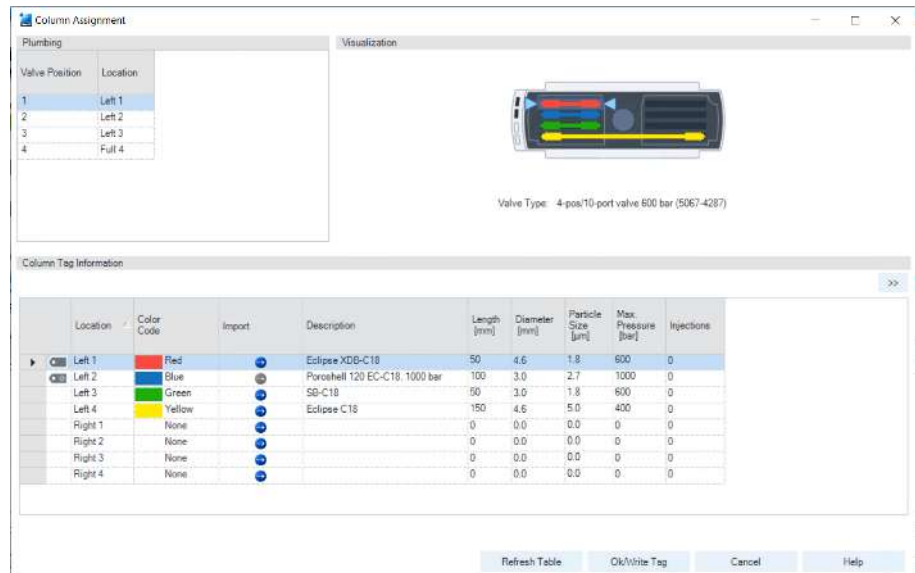 Column Assignment
Plumbing
Visualization
Valve Position Location
1 Left 1
2 Left 2
3 Left 3
4 Full 4
Valve Type: 4-pos/10-port valve 600 bar (5067-4287)
Column Tag Information
>>
Location Color Code Import Description Length [mm] Diameter [mm] Particle Size [µm] Max. Pressure [bar] Injections
Left 1 Red Eclipse XDB-C18 50 4.6 1.8 600 0
Left 2 Blue Poroshell 120 EC-C18, 1000 bar 100 3.0 2.7 1000 0
Left 3 Green SB-C18 50 3.0 1.8 600 0
Left 4 Yellow Eclipse C18 150 4.6 5.0 400 0
Right 1 None 0 0.0 0.0 0 0
Right 2 None 0 0.0 0.0 0 0
Right 3 None 0 0.0 0.0 0 0
Right 4 None 0 0.0 0.0 0 0
Refresh Table Ok/Write Tag Cancel Help